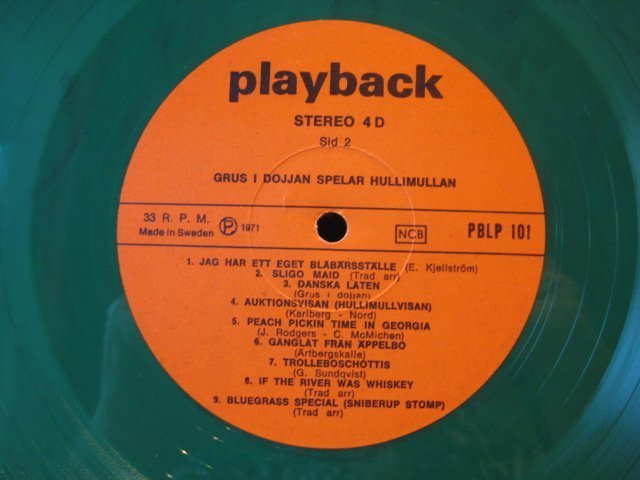 playback
STEREO 4D
Sid 2
GRUS I DOJJAN SPELAR HULLIMULLAN
33 R. P. M. P 1971 NCB PBLP 101
Made in Sweden
1. JAG HAR ETT EGET BLÅBÄRSSTÄLLE (E. Kjellström)
2. SLIGO MAID (Trad arr)
3. DANSKA LÅTEN
(Grus i dojjan)
4. AUKTIONSVISAN (HULLIMULLVISAN)
(Karlberg - Nord)
5. PEACH PICKIN TIME IN GEORGIA
(J. Rodgers - C. McMichen)
6. GÅNGLÅT FRÅN ÄPPELBO
(Ärtbergskalle)
7. TROLLEBOSCHOTTIS
(G. Sundqvist)
8. IF THE RIVER WAS WHISKEY
(Trad arr)
9. BLUEGRASS SPECIAL (SNIBERUP STOMP)
(Trad arr)